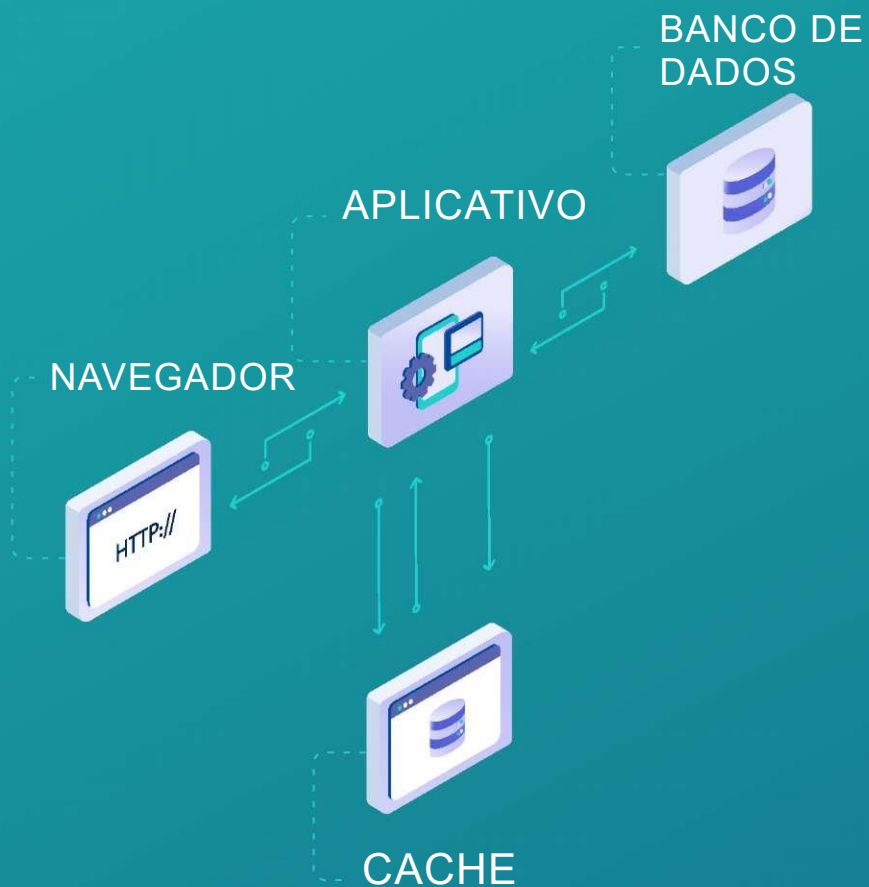 BANCO DE
DADOS
APLICATIVO
NAVEGADOR
HTTP://
CACHE